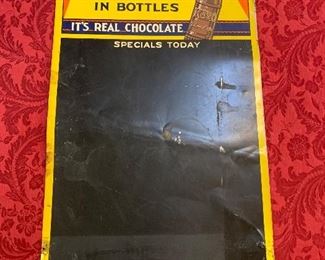 IN BOTTLES
IT'S REAL CHOCOLATE
SPECIALS TODAY